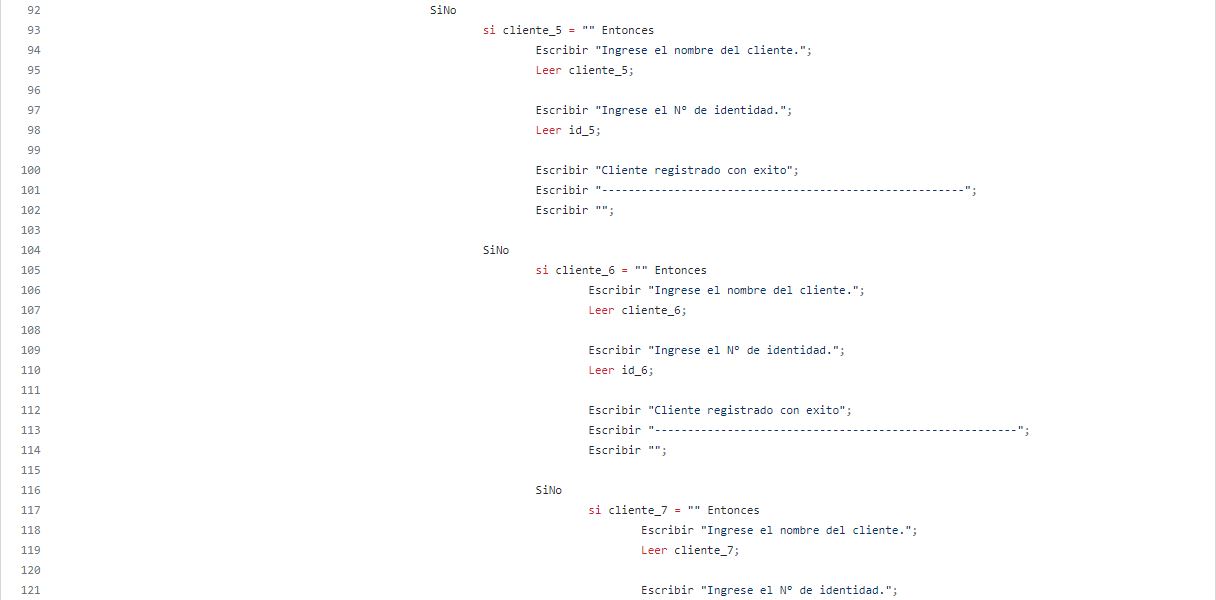 92 SiNo
93 si cliente_5 = "" Entonces
94 Escribir "Ingrese el nombre del cliente.";
95 Leer cliente_5;
96
97 Escribir "Ingrese el Nº de identidad.";
98 Leer id_5;
99
100 Escribir "Cliente registrado con exito";
101 Escribir "-------------------------------------------------------";
102 Escribir "";
103
104 SiNo
105 si cliente_6 = "" Entonces
106 Escribir "Ingrese el nombre del cliente.";
107 Leer cliente_6;
108
109 Escribir "Ingrese el Nº de identidad.";
110 Leer id_6;
111
112 Escribir "Cliente registrado con exito";
113 Escribir "-------------------------------------------------------";
114 Escribir "";
115
116 SiNo
117 si cliente_7 = "" Entonces
118 Escribir "Ingrese el nombre del cliente.";
119 Leer cliente_7;
120
121 Escribir "Ingrese el Nº de identidad.";